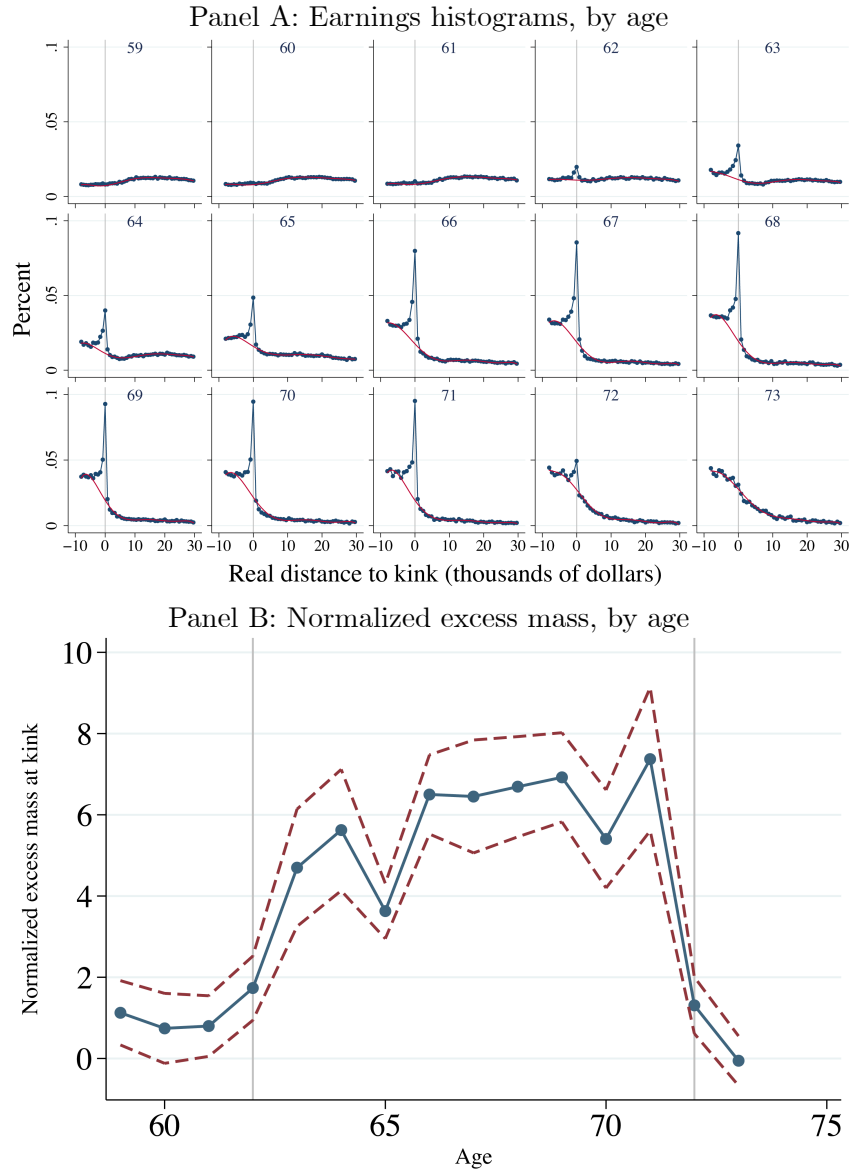 Panel A: Earnings histograms, by age
59 60 61 62 63
.1
.05
0
64 65 66 67 68
.1
.05
0
Percent
69 70 71 72 73
.1
.05
0
−10 0 10 20 30 −10 0 10 20 30 −10 0 10 20 30 −10 0 10 20 30 −10 0 10 20 30
Real distance to kink (thousands of dollars)
Panel B: Normalized excess mass, by age
10
8
6
4
2
0
Normalized excess mass at kink
60 65 70 75
Age